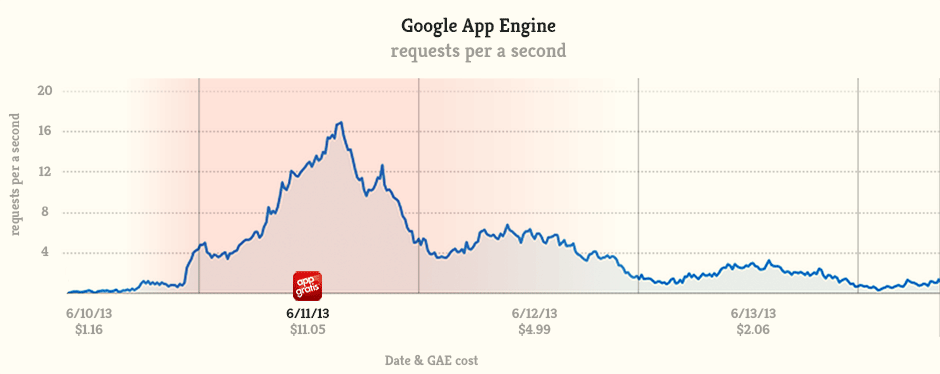 Google App Engine
requests per a second
20
16
12
8
4
requests per a second
app
gratis
6/10/13
$1.16
6/11/13
$11.05
6/12/13
$4.99
6/13/13
$2.06
Date & GAE cost